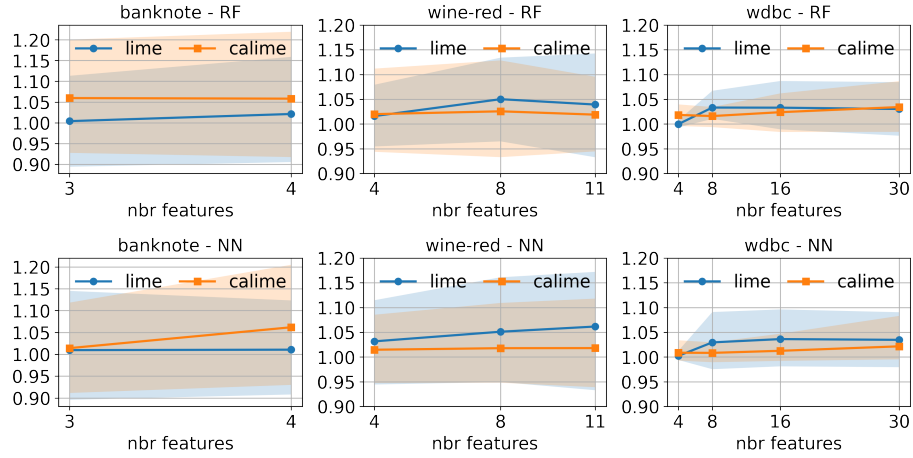 banknote - RF
1.20
1.15
1.10
1.05
1.00
0.95
0.90
lime calime
3 4
nbr features
wine-red - RF
1.20
1.15
1.10
1.05
1.00
0.95
0.90
lime calime
4 8 11
nbr features
wdbc - RF
1.20
1.15
1.10
1.05
1.00
0.95
0.90
lime calime
4 8 16 30
nbr features
banknote - NN
1.20
1.15
1.10
1.05
1.00
0.95
0.90
lime calime
3 4
nbr features
wine-red - NN
1.20
1.15
1.10
1.05
1.00
0.95
0.90
lime calime
4 8 11
nbr features
wdbc - NN
1.20
1.15
1.10
1.05
1.00
0.95
0.90
lime calime
4 8 16 30
nbr features